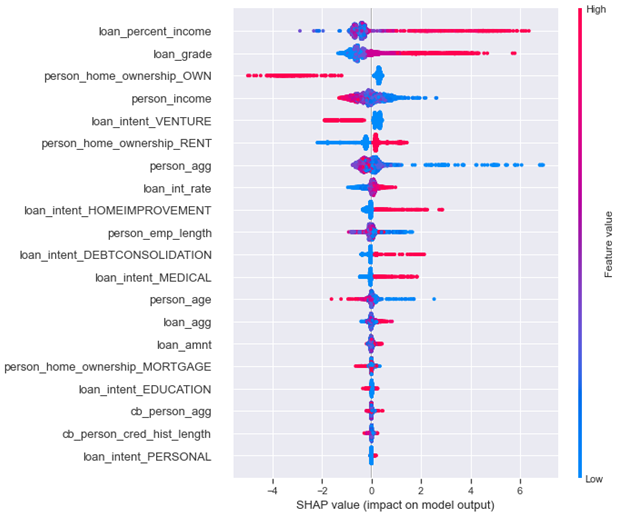 High
loan_percent_income
loan_grade
person_home_ownership_OWN
person_income
loan_intent_VENTURE
person_home_ownership_RENT
person_agg
loan_int_rate
loan_intent_HOMEIMPROVEMENT
person_emp_length
loan_intent_DEBTCONSOLIDATION
loan_intent_MEDICAL
person_age
loan_agg
loan_amnt
person_home_ownership_MORTGAGE
loan_intent_EDUCATION
cb_person_agg
cb_person_cred_hist_length
loan_intent_PERSONAL
Feature value
Low
−4 −2 0 2 4 6
SHAP value (impact on model output)